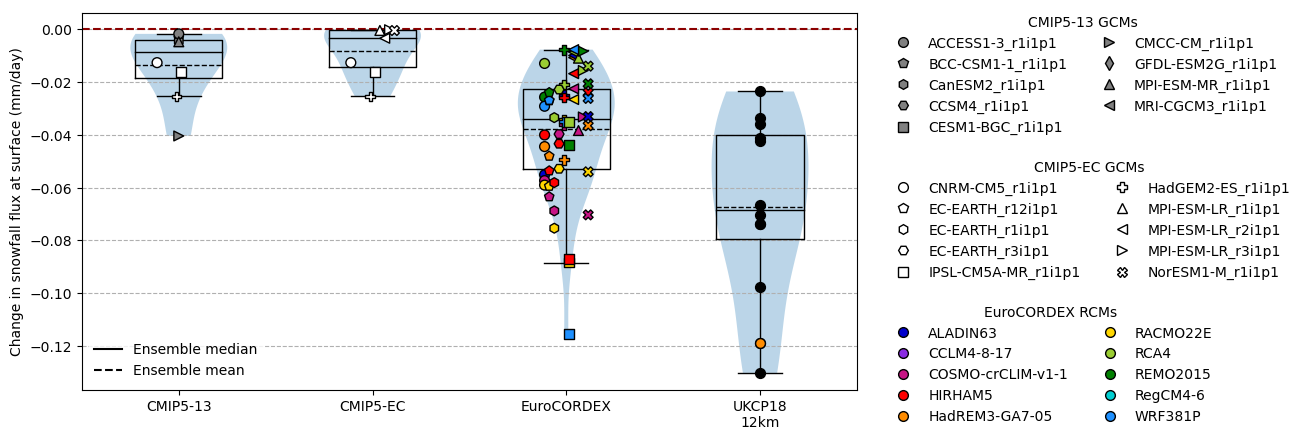 Change in snowfall flux at surface (mm/day)
0.00
−0.02
−0.04
−0.06
−0.08
−0.10
−0.12
Ensemble median
Ensemble mean
CMIP5-13
CMIP5-EC
EuroCORDEX
UKCP18
12km
CMIP5-13 GCMs
ACCESS1-3_r1i1p1
BCC-CSM1-1_r1i1p1
CanESM2_r1i1p1
CCSM4_r1i1p1
CESM1-BGC_r1i1p1
CMCC-CM_r1i1p1
GFDL-ESM2G_r1i1p1
MPI-ESM-MR_r1i1p1
MRI-CGCM3_r1i1p1
CMIP5-EC GCMs
CNRM-CM5_r1i1p1
EC-EARTH_r12i1p1
EC-EARTH_r1i1p1
EC-EARTH_r3i1p1
IPSL-CM5A-MR_r1i1p1
HadGEM2-ES_r1i1p1
MPI-ESM-LR_r1i1p1
MPI-ESM-LR_r2i1p1
MPI-ESM-LR_r3i1p1
NorESM1-M_r1i1p1
EuroCORDEX RCMs
ALADIN63
CCLM4-8-17
COSMO-crCLIM-v1-1
HIRHAM5
HadREM3-GA7-05
RACMO22E
RCA4
REMO2015
RegCM4-6
WRF381P